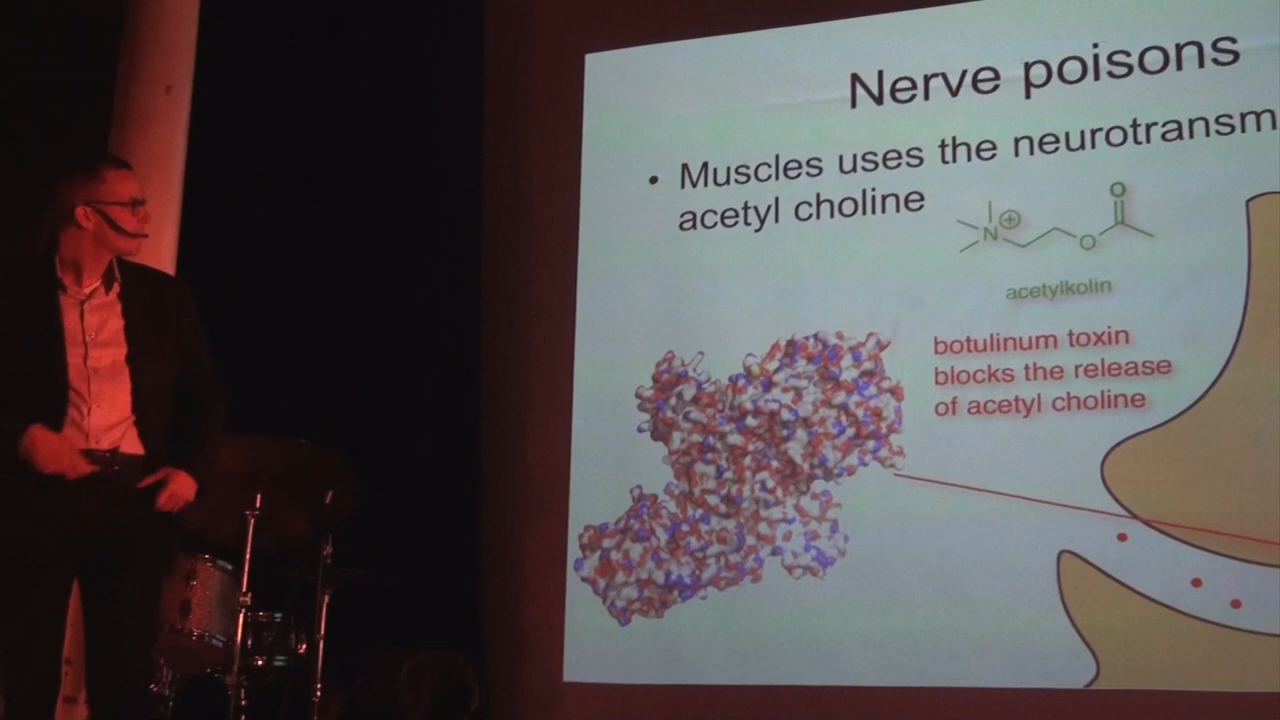 Nerve poisons
• Muscles uses the neurotransm
acetyl choline
O
N
⊕
O
acetylkolin
botulinum toxin
blocks the release
of acetyl choline